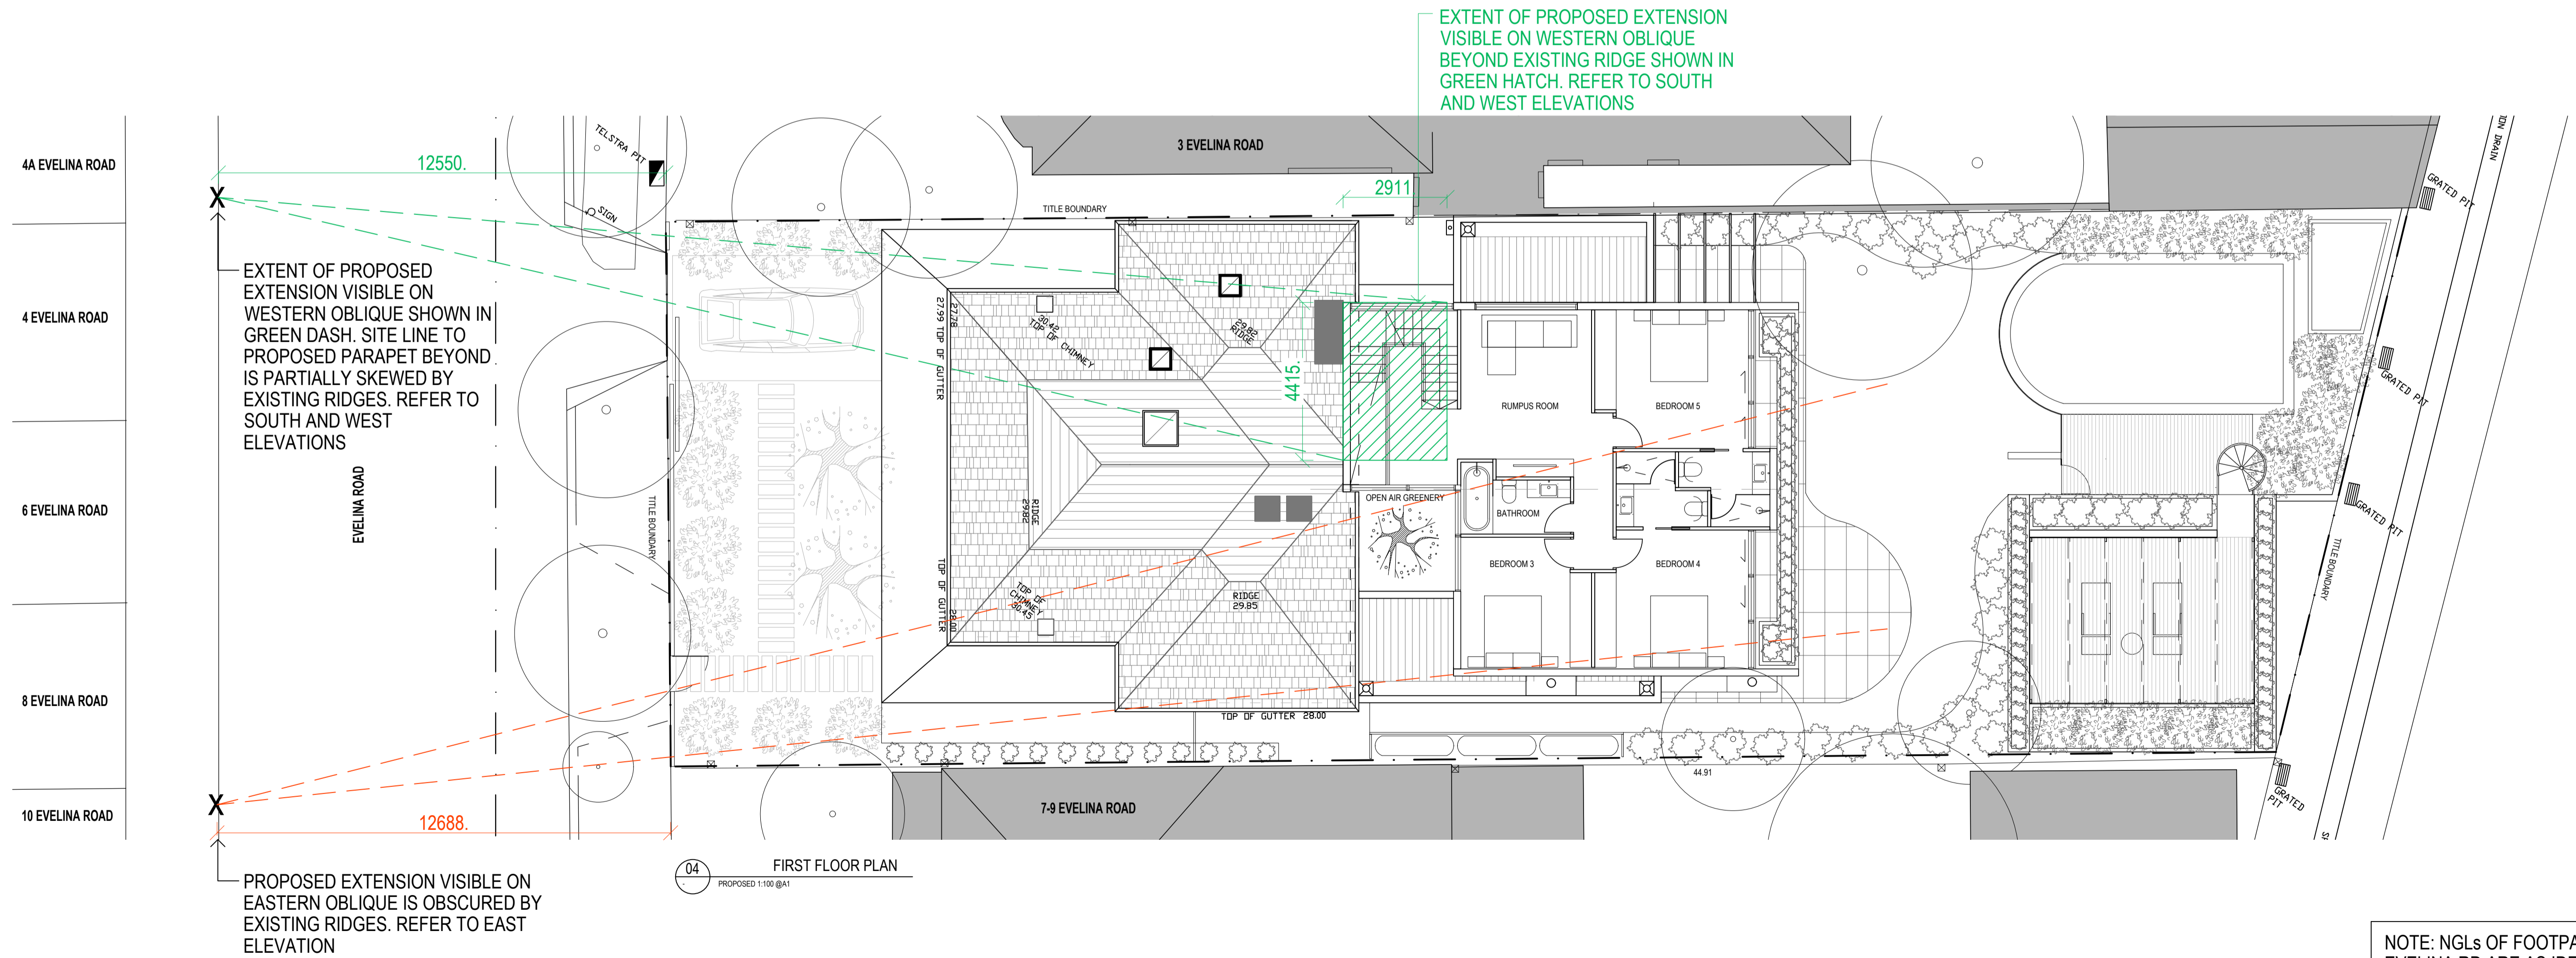 EXTENT OF PROPOSED EXTENSION
VISIBLE ON WESTERN OBLIQUE
BEYOND EXISTING RIDGE SHOWN IN
GREEN HATCH. REFER TO SOUTH
AND WEST ELEVATIONS
4A EVELINA ROAD
4 EVELINA ROAD
6 EVELINA ROAD
8 EVELINA ROAD
10 EVELINA ROAD
12550.
X
EXTENT OF PROPOSED
EXTENSION VISIBLE ON
WESTERN OBLIQUE SHOWN IN
GREEN DASH. SITE LINE TO
PROPOSED PARAPET BEYOND
IS PARTIALLY SKEWED BY
EXISTING RIDGES. REFER TO
SOUTH AND WEST
ELEVATIONS
EVELINA ROAD
TELSTRA PIT
SIGN
TITLE BOUNDARY
3 EVELINA ROAD
TITLE BOUNDARY
2911
4415.
27.78
27.99 TOP OF GUTTER
30.42
TOP OF CHIMNEY
29.82
RIDGE
RIDGE
29.82
TOP OF GUTTER
28.00
TOP OF
CHIMNEY
30.45
RIDGE
29.85
TOP OF GUTTER 28.00
RUMPUS ROOM
BEDROOM 5
OPEN AIR GREENERY
BATHROOM
BEDROOM 3
BEDROOM 4
ION DRAIN
GRATED PIT
GRATED PIT
GRATED PIT
TITLE BOUNDARY
GRATED
PIT
44.91
7-9 EVELINA ROAD
X
12688.
PROPOSED EXTENSION VISIBLE ON
EASTERN OBLIQUE IS OBSCURED BY
EXISTING RIDGES. REFER TO EAST
ELEVATION
04
FIRST FLOOR PLAN
PROPOSED 1:100 @A1
NOTE: NGLs OF FOOTPA